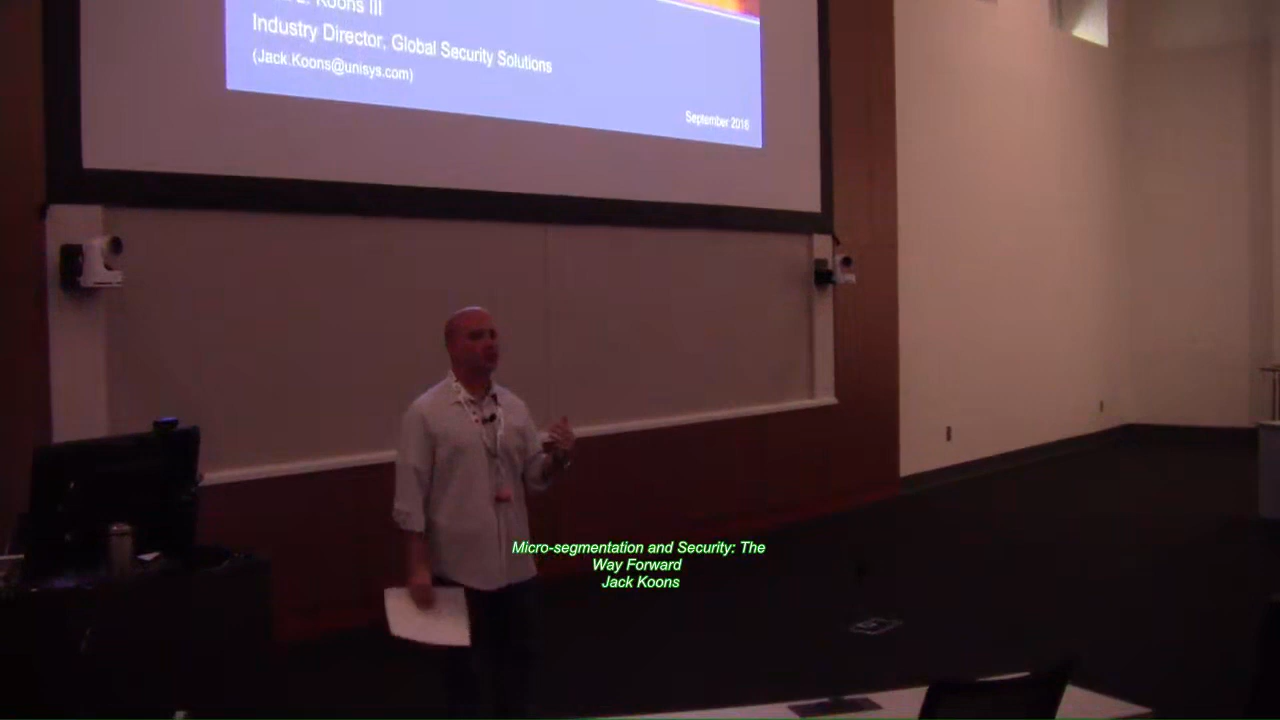 Koons III
Industry Director, Global Security Solutions
(Jack.Koons@unisys.com)
September 2016
Micro-segmentation and Security: The
Way Forward
Jack Koons